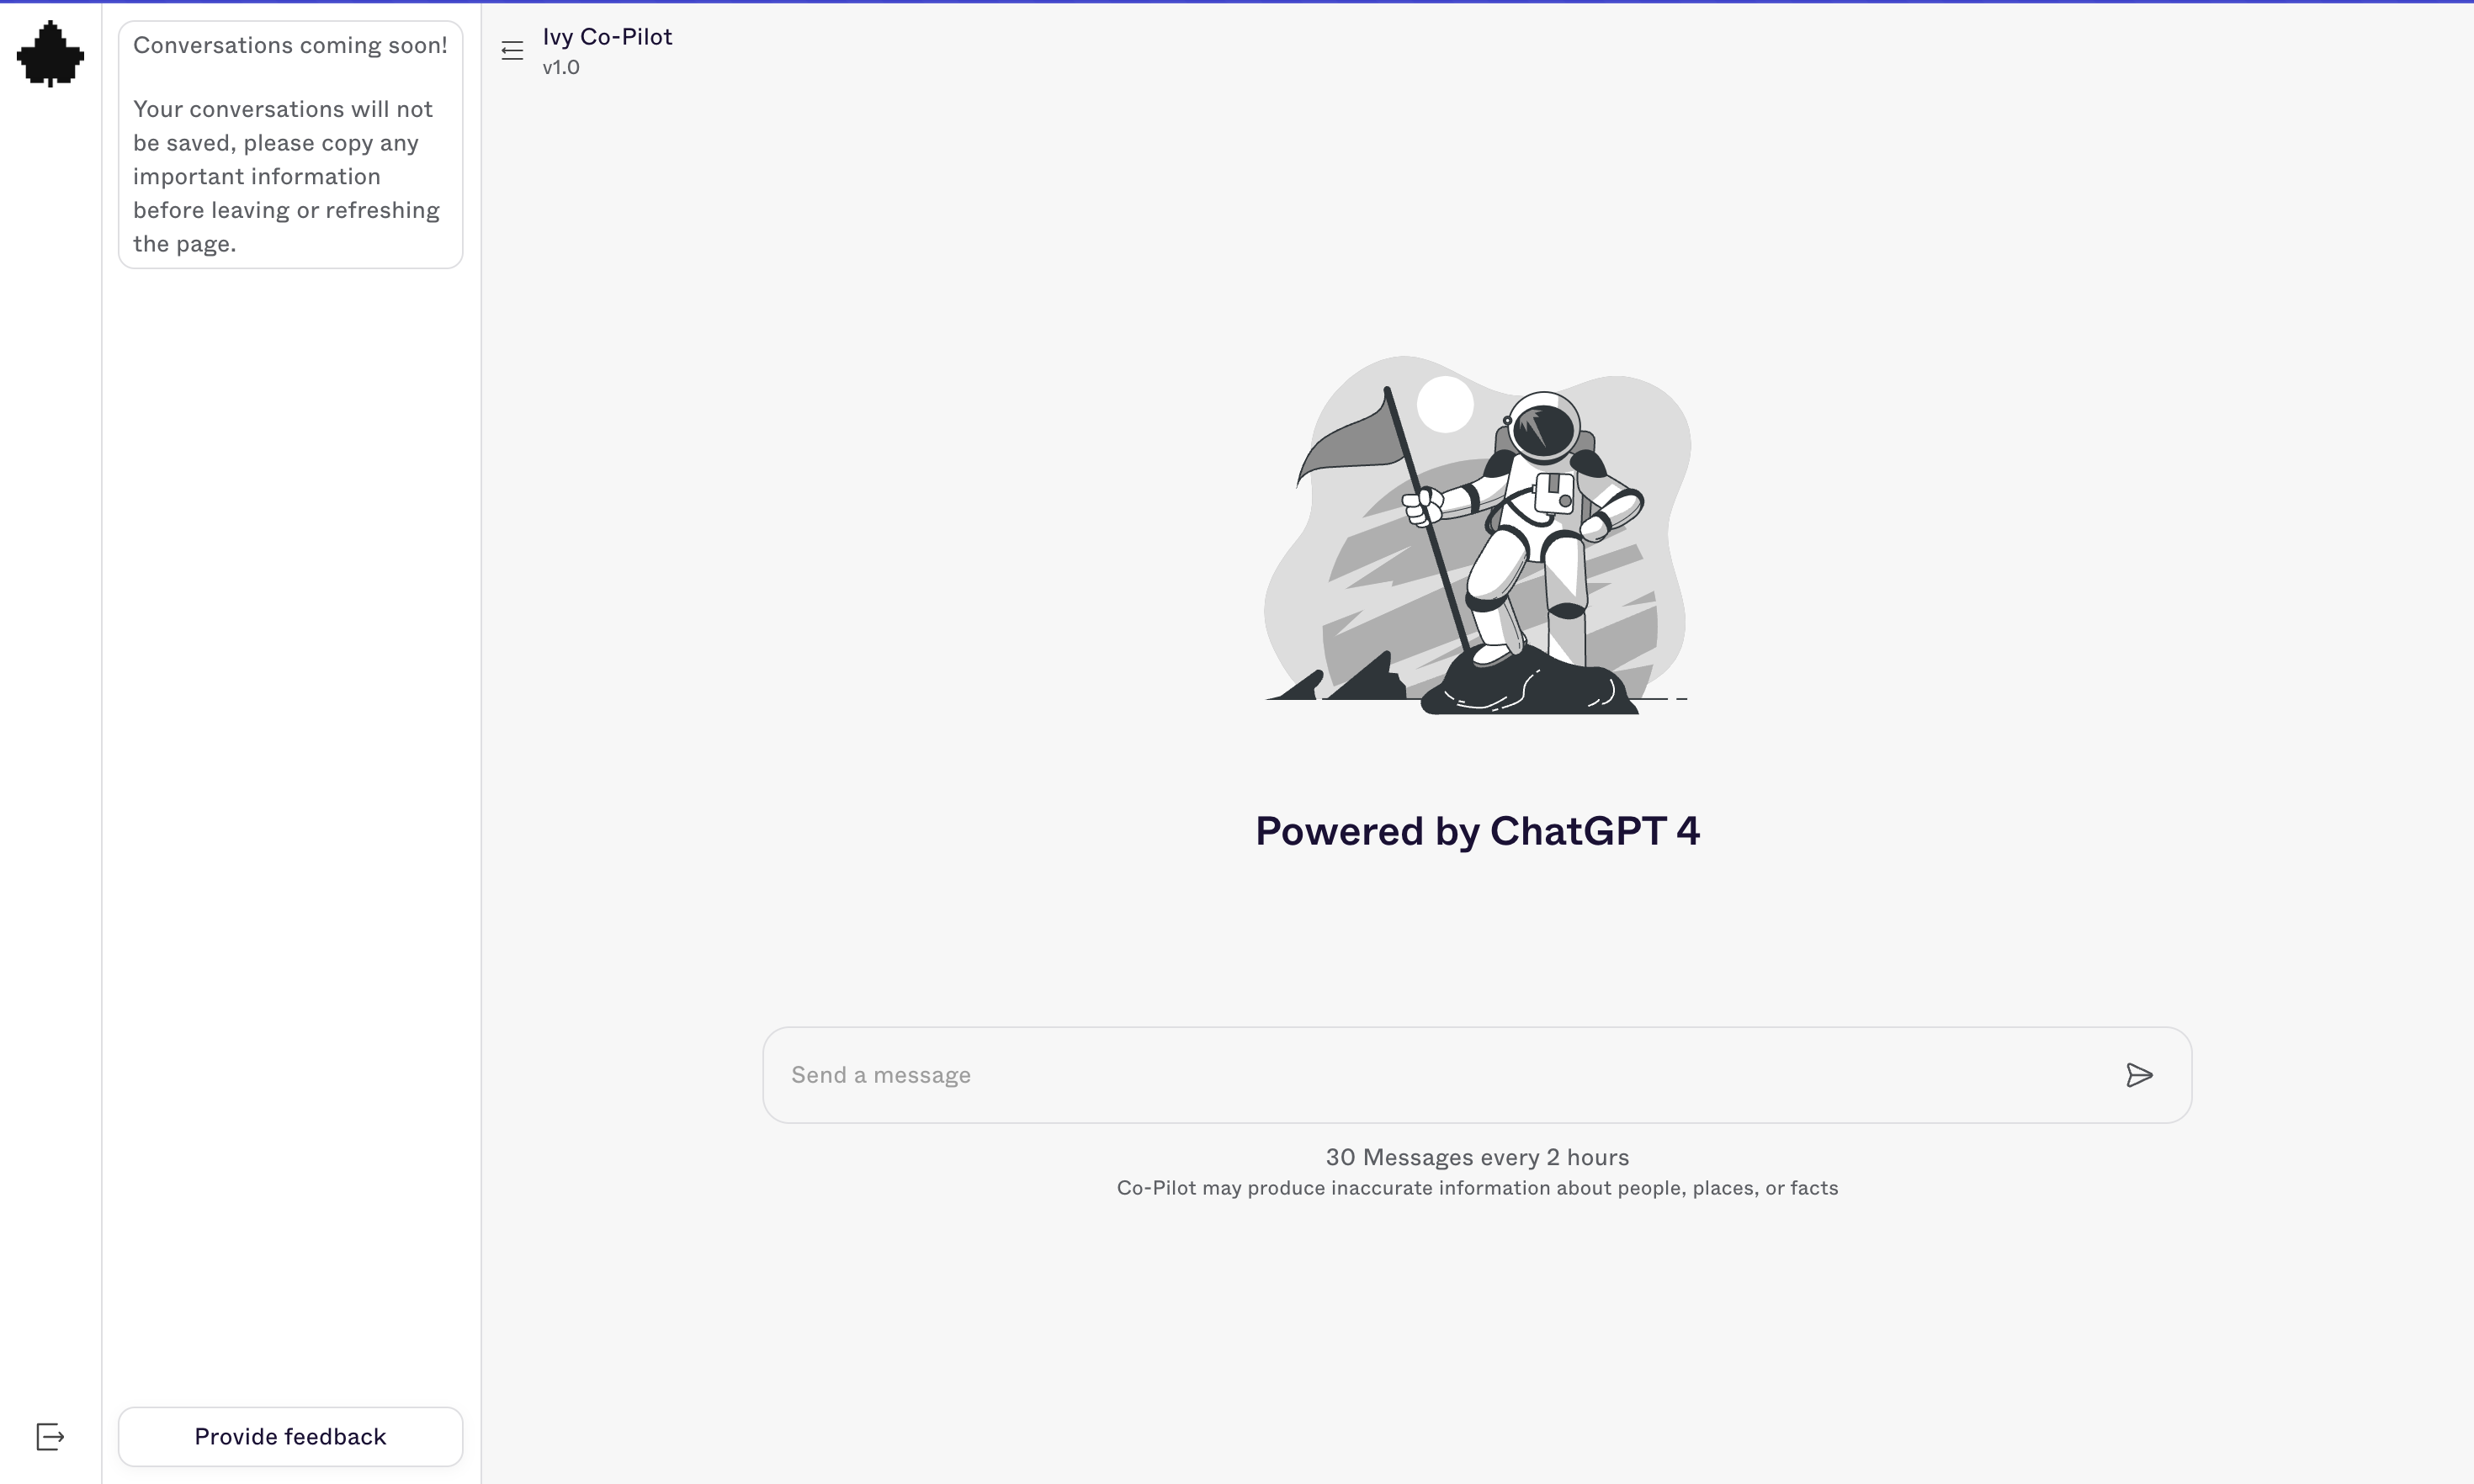 Conversations coming soon!
Your conversations will not
be saved, please copy any
important information
before leaving or refreshing
the page.
Provide feedback
Ivy Co-Pilot
v1.0
Powered by ChatGPT 4
Send a message
30 Messages every 2 hours
Co-Pilot may produce inaccurate information about people, places, or facts